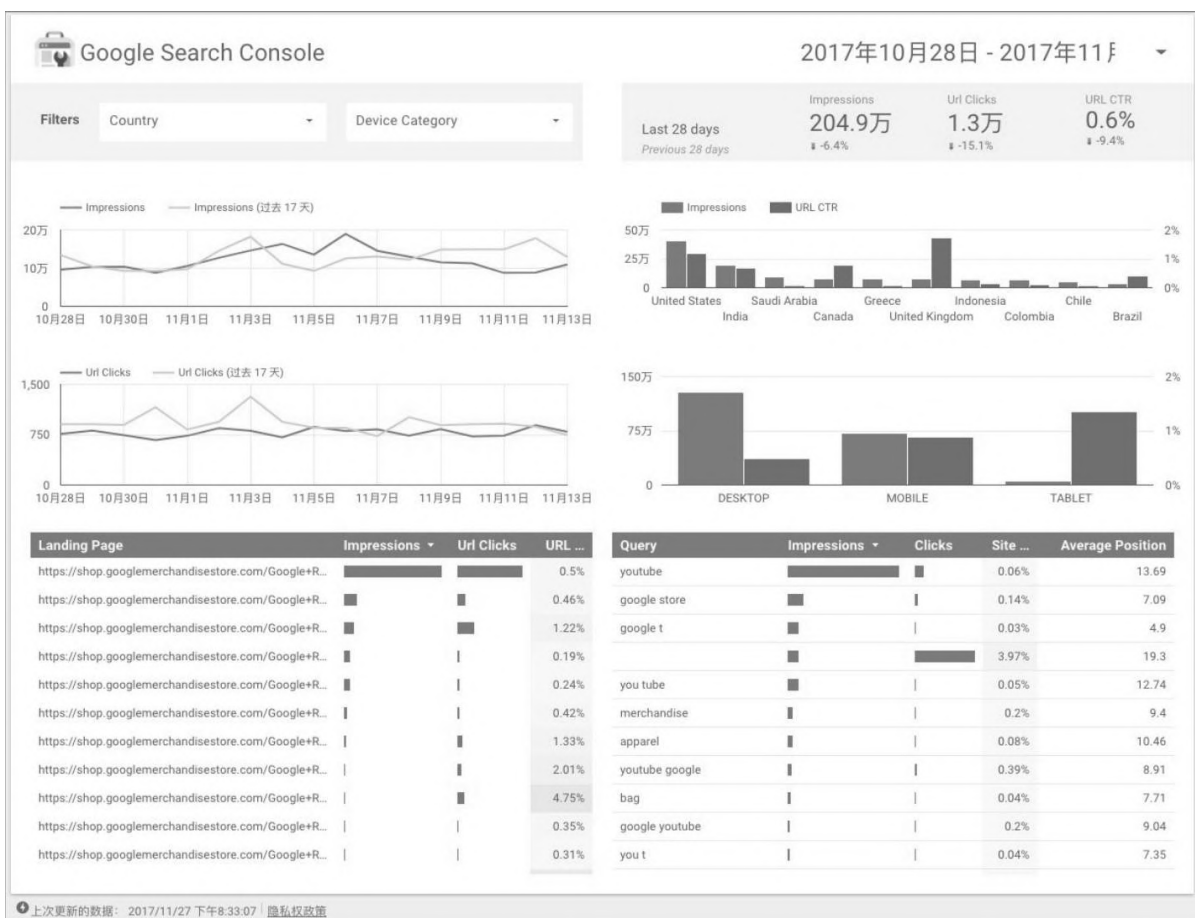 Google Search Console
2017年10月28日 - 2017年11月
Filters
Country
Device Category
Last 28 days
Previous 28 days
Impressions
204.9万
-6.4%
Url Clicks
1.3万
-15.1%
URL CTR
0.6%
-9.4%
Impressions
Impressions (过去 17 天)
20万
10万
0
10月28日 10月30日 11月1日 11月3日 11月5日 11月7日 11月9日 11月11日 11月13日
Impressions
URL CTR
50万
25万
0
2%
1%
0%
United States Saudi Arabia Greece Indonesia Chile
India Canada United Kingdom Colombia Brazil
Url Clicks
Url Clicks (过去 17 天)
1,500
750
0
10月28日 10月30日 11月1日 11月3日 11月5日 11月7日 11月9日 11月11日 11月13日
150万
75万
0
2%
1%
0%
DESKTOP MOBILE TABLET
Landing Page Impressions Url Clicks URL ...
https://shop.googlemerchandisestore.com/Google+R... 0.5%
https://shop.googlemerchandisestore.com/Google+R... 0.46%
https://shop.googlemerchandisestore.com/Google+R... 1.22%
https://shop.googlemerchandisestore.com/Google+R... 0.19%
https://shop.googlemerchandisestore.com/Google+R... 0.24%
https://shop.googlemerchandisestore.com/Google+R... 0.42%
https://shop.googlemerchandisestore.com/Google+R... 1.33%
https://shop.googlemerchandisestore.com/Google+R... 2.01%
https://shop.googlemerchandisestore.com/Google+R... 4.75%
https://shop.googlemerchandisestore.com/Google+R... 0.35%
https://shop.googlemerchandisestore.com/Google+R... 0.31%
Query Impressions Clicks Site ... Average Position
youtube 0.06% 13.69
google store 0.14% 7.09
google t 0.03% 4.9
3.97% 19.3
you tube 0.05% 12.74
merchandise 0.2% 9.4
apparel 0.08% 10.46
youtube google 0.39% 8.91
bag 0.04% 7.71
google youtube 0.2% 9.04
you t 0.04% 7.35
上次更新的数据: 2017/11/27 下午8:33:07 隐私权政策